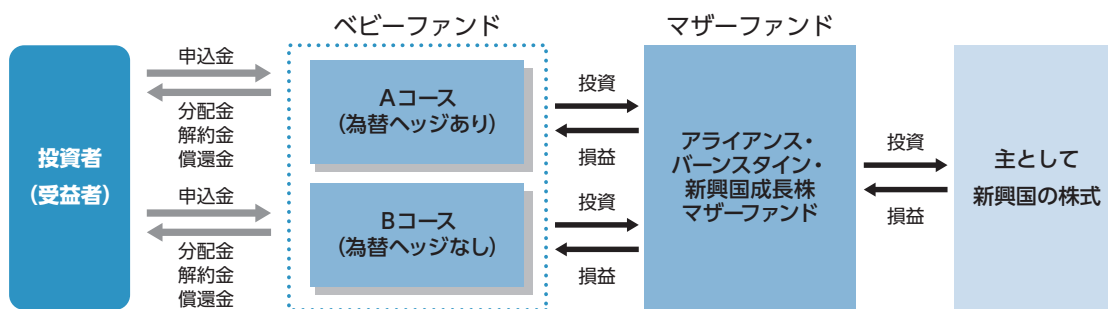 ベビーファンド
マザーファンド
投資者
(受益者)
申込金
分配金
解約金
償還金
申込金
分配金
解約金
償還金
Aコース
(為替ヘッジあり)
Bコース
(為替ヘッジなし)
投資
損益
投資
損益
アライアンス・
バーンスタイン・
新興国成長株
マザーファンド
投資
損益
主として
新興国の株式